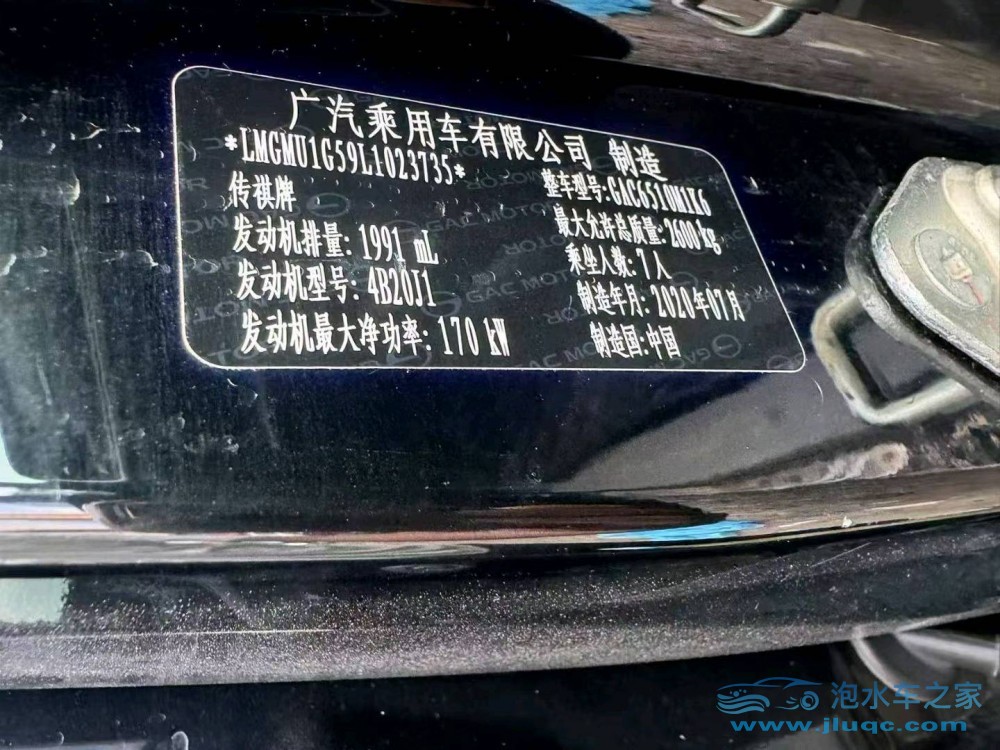 广汽乘用车有限公司 制造
*LMGMU1G59L1023735*
传祺牌
整车型号:GAC6510M1X6
发动机排量: 1991 mL
最大允许总质量:2600kg
发动机型号: 4B20J1
乘坐人数:7人
发动机最大净功率: 170 kW
制造年月: 2020年07月
制造国:中国
GAC MOTOR
泡水车之家
www.jluqc.com